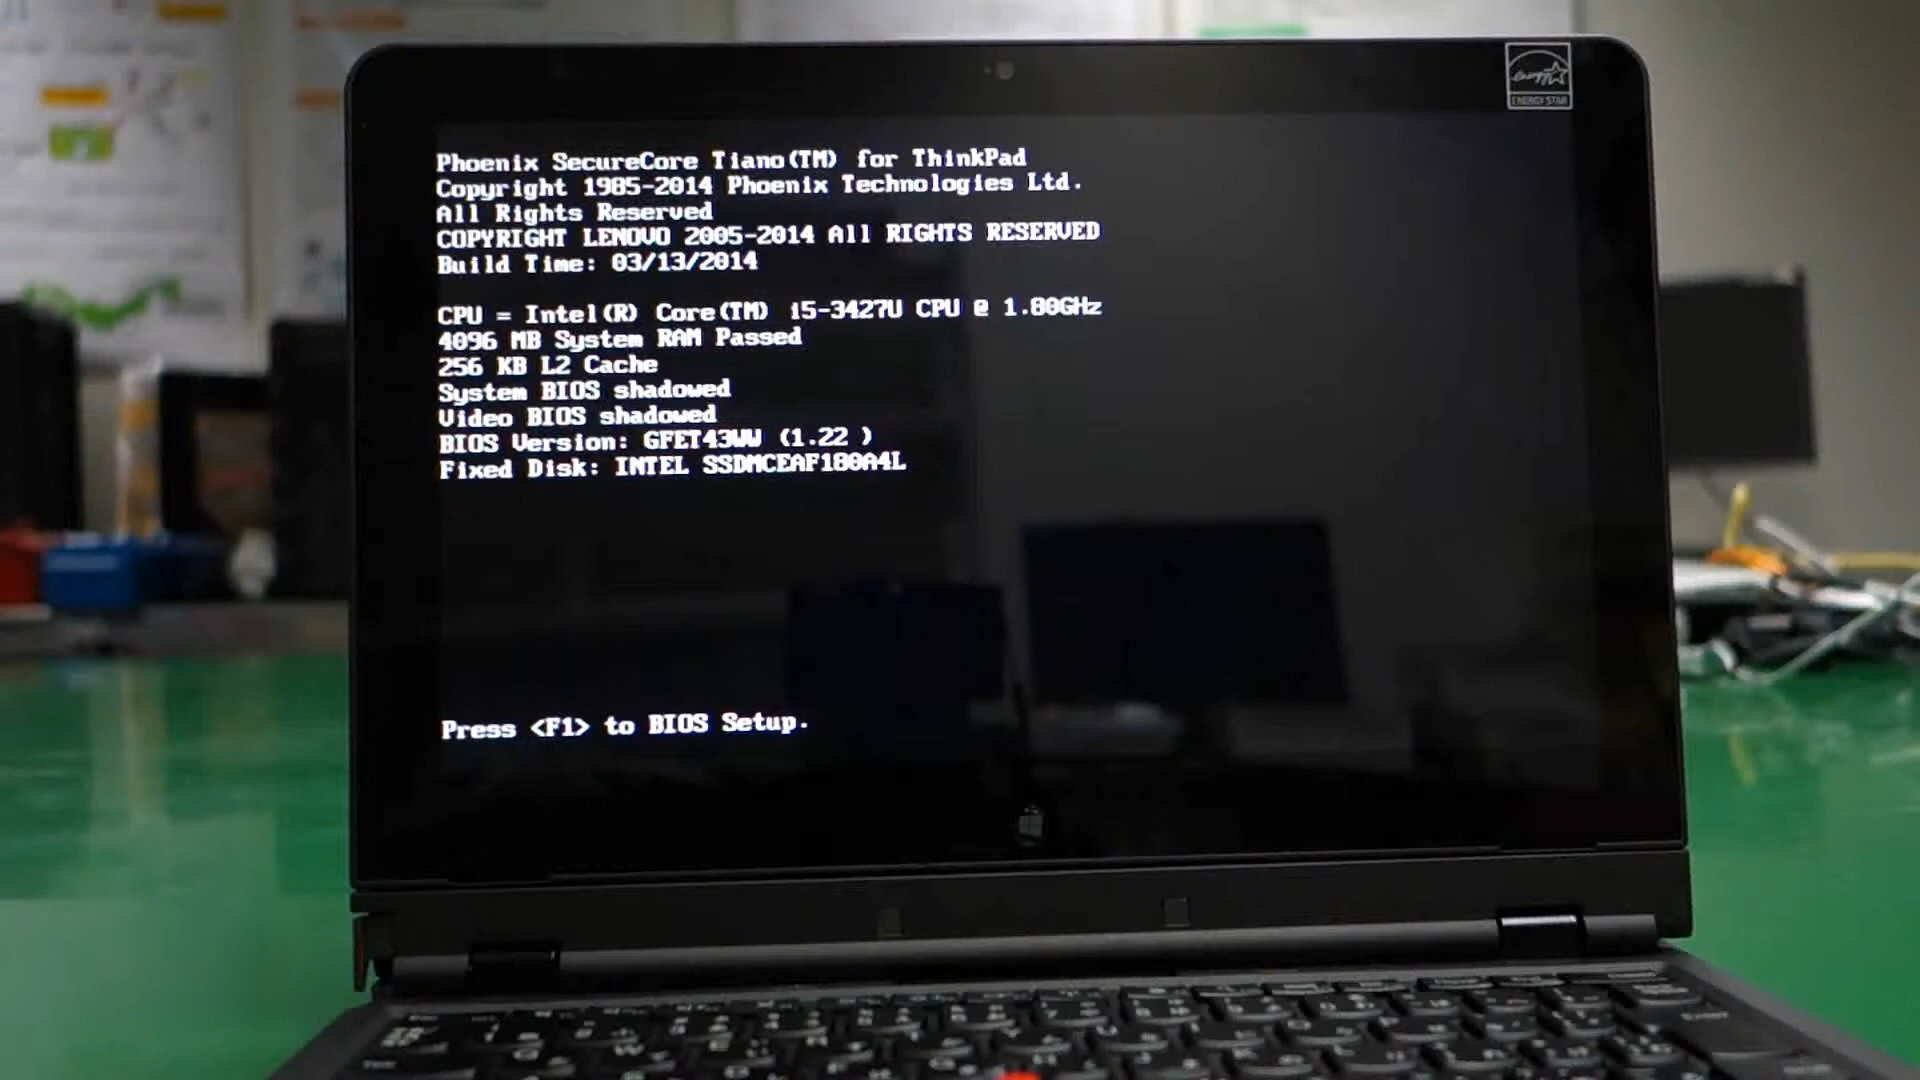 ENERGY STAR
Phoenix SecureCore Tiano(TM) for ThinkPad
Copyright 1985-2014 Phoenix Technologies Ltd.
All Rights Reserved
COPYRIGHT LENOVO 2005-2014 All RIGHTS RESERVED
Build Time: 03/13/2014
CPU = Intel(R) Core(TM) i5-3427U CPU @ 1.80GHz
4096 MB System RAM Passed
256 KB L2 Cache
System BIOS shadowed
Video BIOS shadowed
BIOS Version: GFET43WW (1.22 )
Fixed Disk: INTEL SSDMCEAF180A4L
Press <F1> to BIOS Setup.